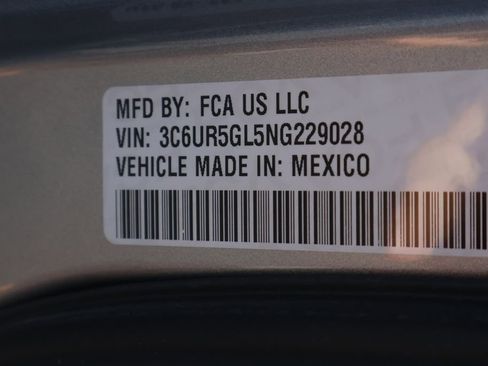 MFD BY: FCA US LLC
VIN: 3C6UR5GL5NG229028
VEHICLE MADE IN: MEXICO